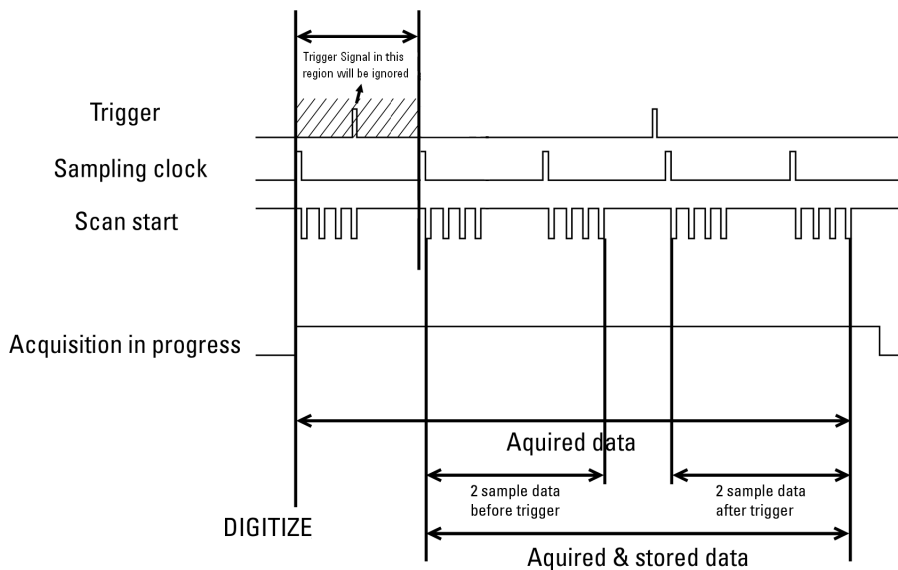 Trigger Signal in this
region will be ignored
Trigger
Sampling clock
Scan start
Acquisition in progress
Aquired data
2 sample data
before trigger
2 sample data
after trigger
DIGITIZE
Aquired & stored data